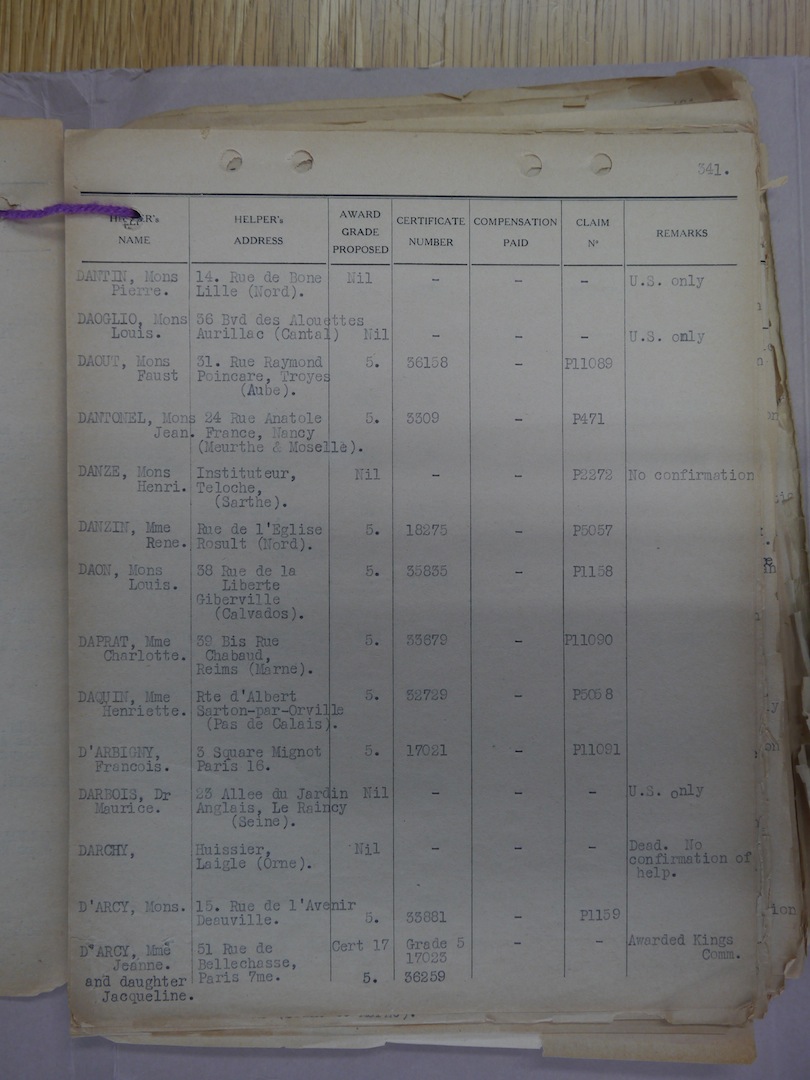 341.
HELPER's NAME | HELPER's ADDRESS | AWARD GRADE PROPOSED | CERTIFICATE NUMBER | COMPENSATION PAID | CLAIM Nº | REMARKS
DANTIN, Mons 14. Rue de Bone Nil - - - U.S. only
Pierre. Lille (Nord).
DAOGLIO, Mons 36 Bvd des Alouettes
Louis. Aurillac (Cantal) Nil - - - U.S. only
DAOUT, Mons 31. Rue Raymond 5. 36158 - P11089
Faust Poincare, Troyes
(Aube).
DANTONEL, Mons 24 Rue Anatole 5. 3309 - P471
Jean. France, Nancy
(Meurthe & Moselle).
DANZE, Mons Instituteur, Nil - - P2272 No confirmation
Henri. Teloche,
(Sarthe).
DANZIN, Mme Rue de l'Eglise 5. 18275 - P5057
Rene. Rosult (Nord).
DAON, Mons 38 Rue de la 5. 35835 - P1158
Louis. Liberte
Giberville
(Calvados).
DAPRAT, Mme 39 Bis Rue 5. 33679 - P11090
Charlotte. Chabaud,
Reims (Marne).
DAQUIN, Mme Rte d'Albert 5. 32729 - P5058
Henriette. Sarton-par-Orville
(Pas de Calais).
D'ARBIGNY, 3 Square Mignot 5. 17021 - P11091
Francois. Paris 16.
DARBOIS, Dr 23 Allee du Jardin Nil - - - U.S. only
Maurice. Anglais, Le Raincy
(Seine).
DARCHY, Huissier, Nil - - - Dead. No
Laigle (Orne). confirmation of
help.
D'ARCY, Mons. 15. Rue de l'Avenir
Deauville. 5. 33881 - P1159
D'ARCY, Mme 51 Rue de Cert 17 Grade 5 - - Awarded Kings
Jeanne. Bellechasse, 17023 Comm.
and daughter Paris 7me. 5. 36259
Jacqueline.